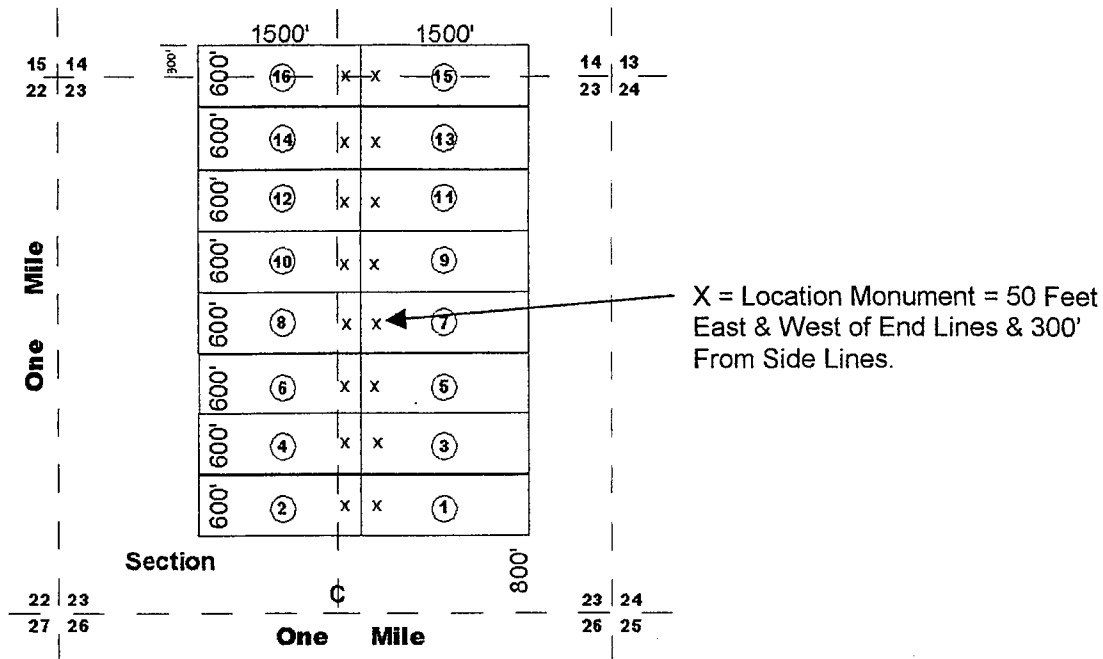 1500' 1500'
15 14
22 23
300'
14 13
23 24
600' 16 x x 15
600' 14 x x 13
600' 12 x x 11
600' 10 x x 9
600' 8 x x 7
600' 6 x x 5
600' 4 x x 3
600' 2 x x 1
One Mile
X = Location Monument = 50 Feet
East & West of End Lines & 300'
From Side Lines.
Section
800'
22 23
27 26
℄
23 24
26 25
One Mile